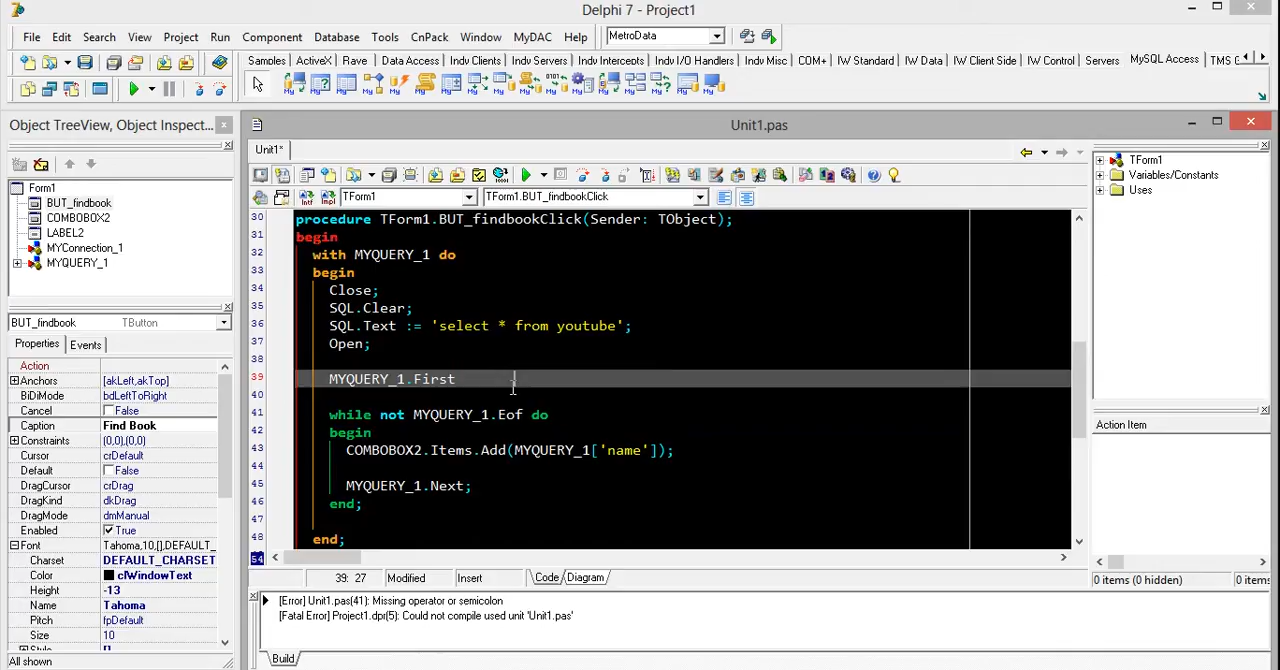 Delphi 7 - Project1
File Edit Search View Project Run Component Database Tools CnPack Window MyDAC Help MetroData
Samples ActiveX Rave Data Access Indy Clients Indy Servers Indy Intercepts Indy I/O Handlers Indy Misc COM+ IW Standard IW Data IW Client Side IW Control Servers MySQL Access TMS G
Object TreeView, Object Inspect...
Form1
BUT_findbook
COMBOBOX2
LABEL2
MYConnection_1
MYQUERY_1
BUT_findbook TButton
Properties Events
Action
Anchors [akLeft,akTop]
BiDiMode bdLeftToRight
Cancel False
Caption Find Book
Constraints (0,0),(0,0)
Cursor crDefault
Default False
DragCursor crDrag
DragKind dkDrag
DragMode dmManual
Enabled True
Font Tahoma,10,[],DEFAULT_
Charset DEFAULT_CHARSET
Color clWindowText
Height -13
Name Tahoma
Pitch fpDefault
Size 10
All shown
Unit1.pas
Unit1*
TForm1 TForm1.BUT_findbookClick
30 procedure TForm1.BUT_findbookClick(Sender: TObject);
31 begin
32 with MYQUERY_1 do
33 begin
34 Close;
35 SQL.Clear;
36 SQL.Text := 'select * from youtube';
37 Open;
38
39 MYQUERY_1.First
40
41 while not MYQUERY_1.Eof do
42 begin
43 COMBOBOX2.Items.Add(MYQUERY_1['name']);
44
45 MYQUERY_1.Next;
46 end;
47
48 end;
54
39: 27 Modified Insert Code Diagram
[Error] Unit1.pas(41): Missing operator or semicolon
[Fatal Error] Project1.dpr(5): Could not compile used unit 'Unit1.pas'
Build
TForm1
Variables/Constants
Uses
Action Item
0 items (0 hidden) 0 items